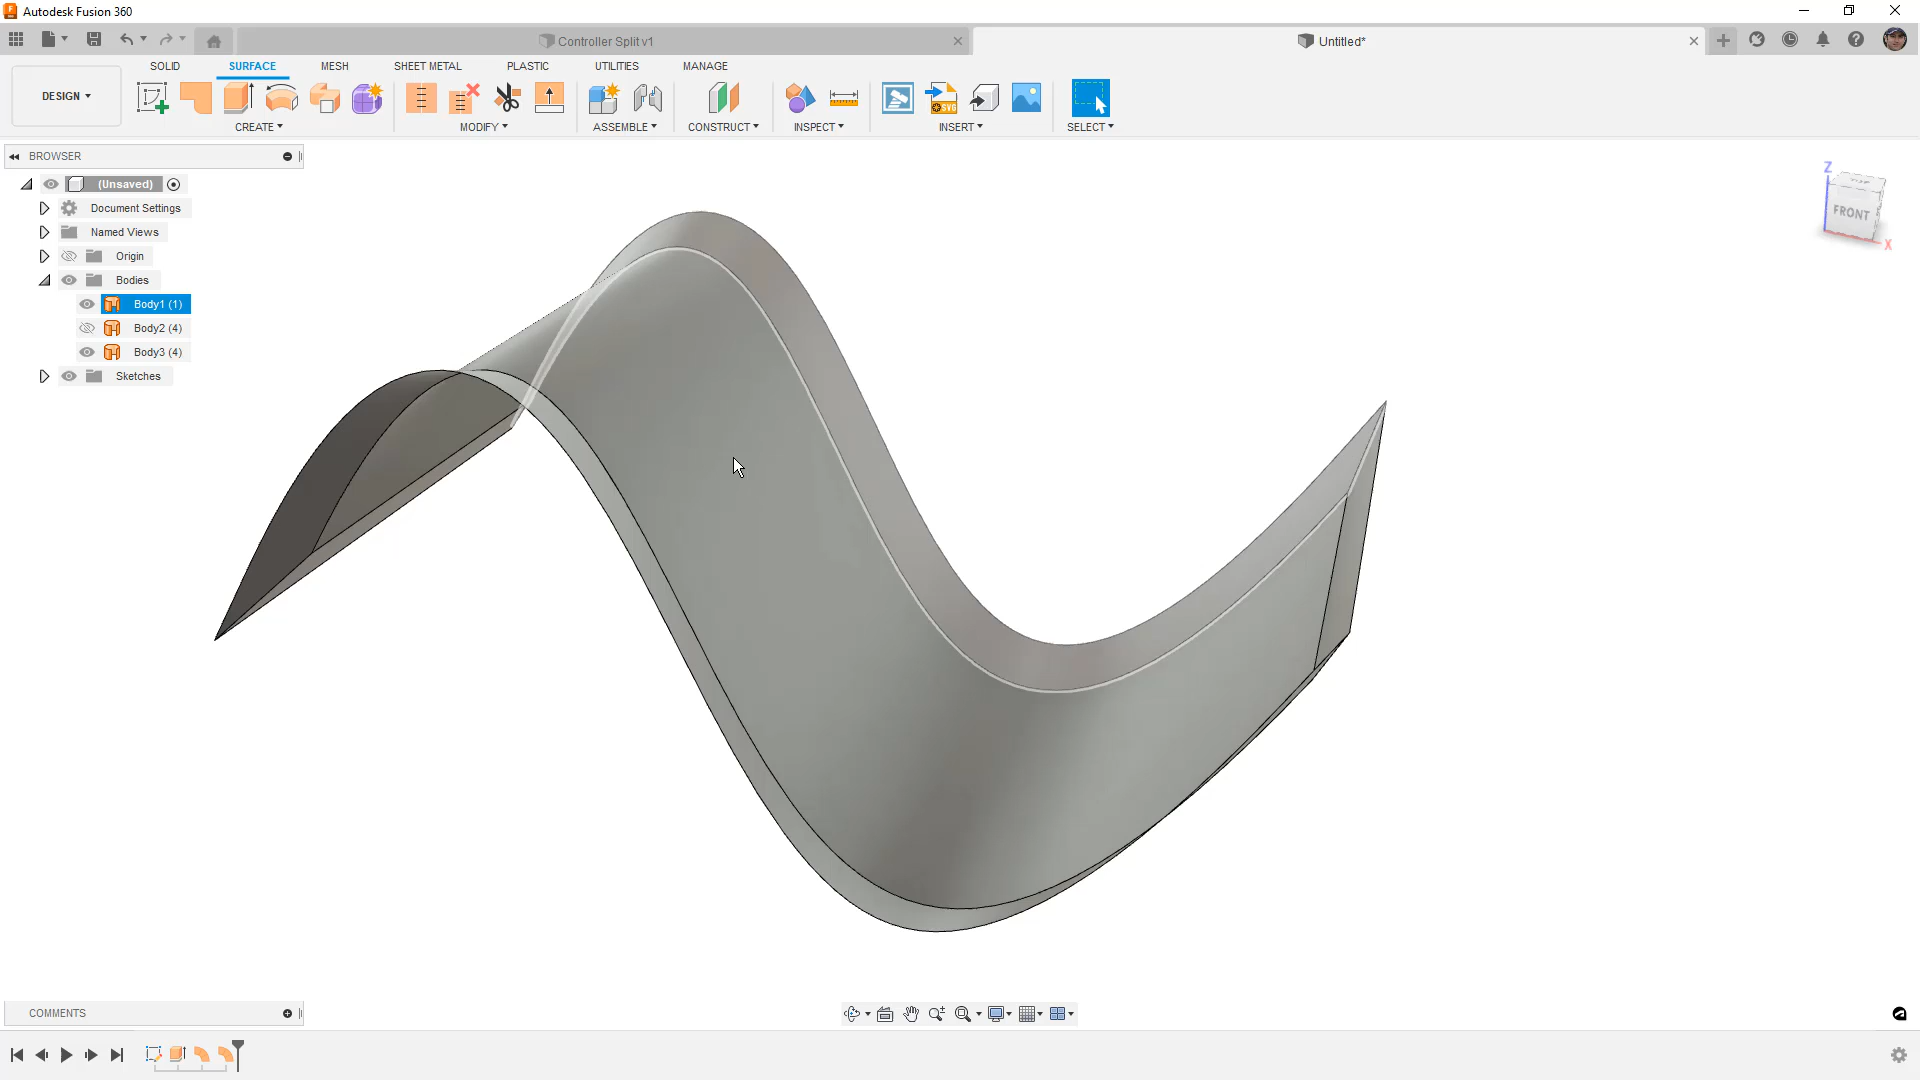 Autodesk Fusion 360
Controller Split v1
Untitled*
SOLID SURFACE MESH SHEET METAL PLASTIC UTILITIES MANAGE
DESIGN
SVG
CREATE MODIFY ASSEMBLE CONSTRUCT INSPECT INSERT SELECT
BROWSER
(Unsaved)
Document Settings
Named Views
Origin
Bodies
Body1 (1)
Body2 (4)
Body3 (4)
Sketches
Z
TOP
FRONT
X
COMMENTS